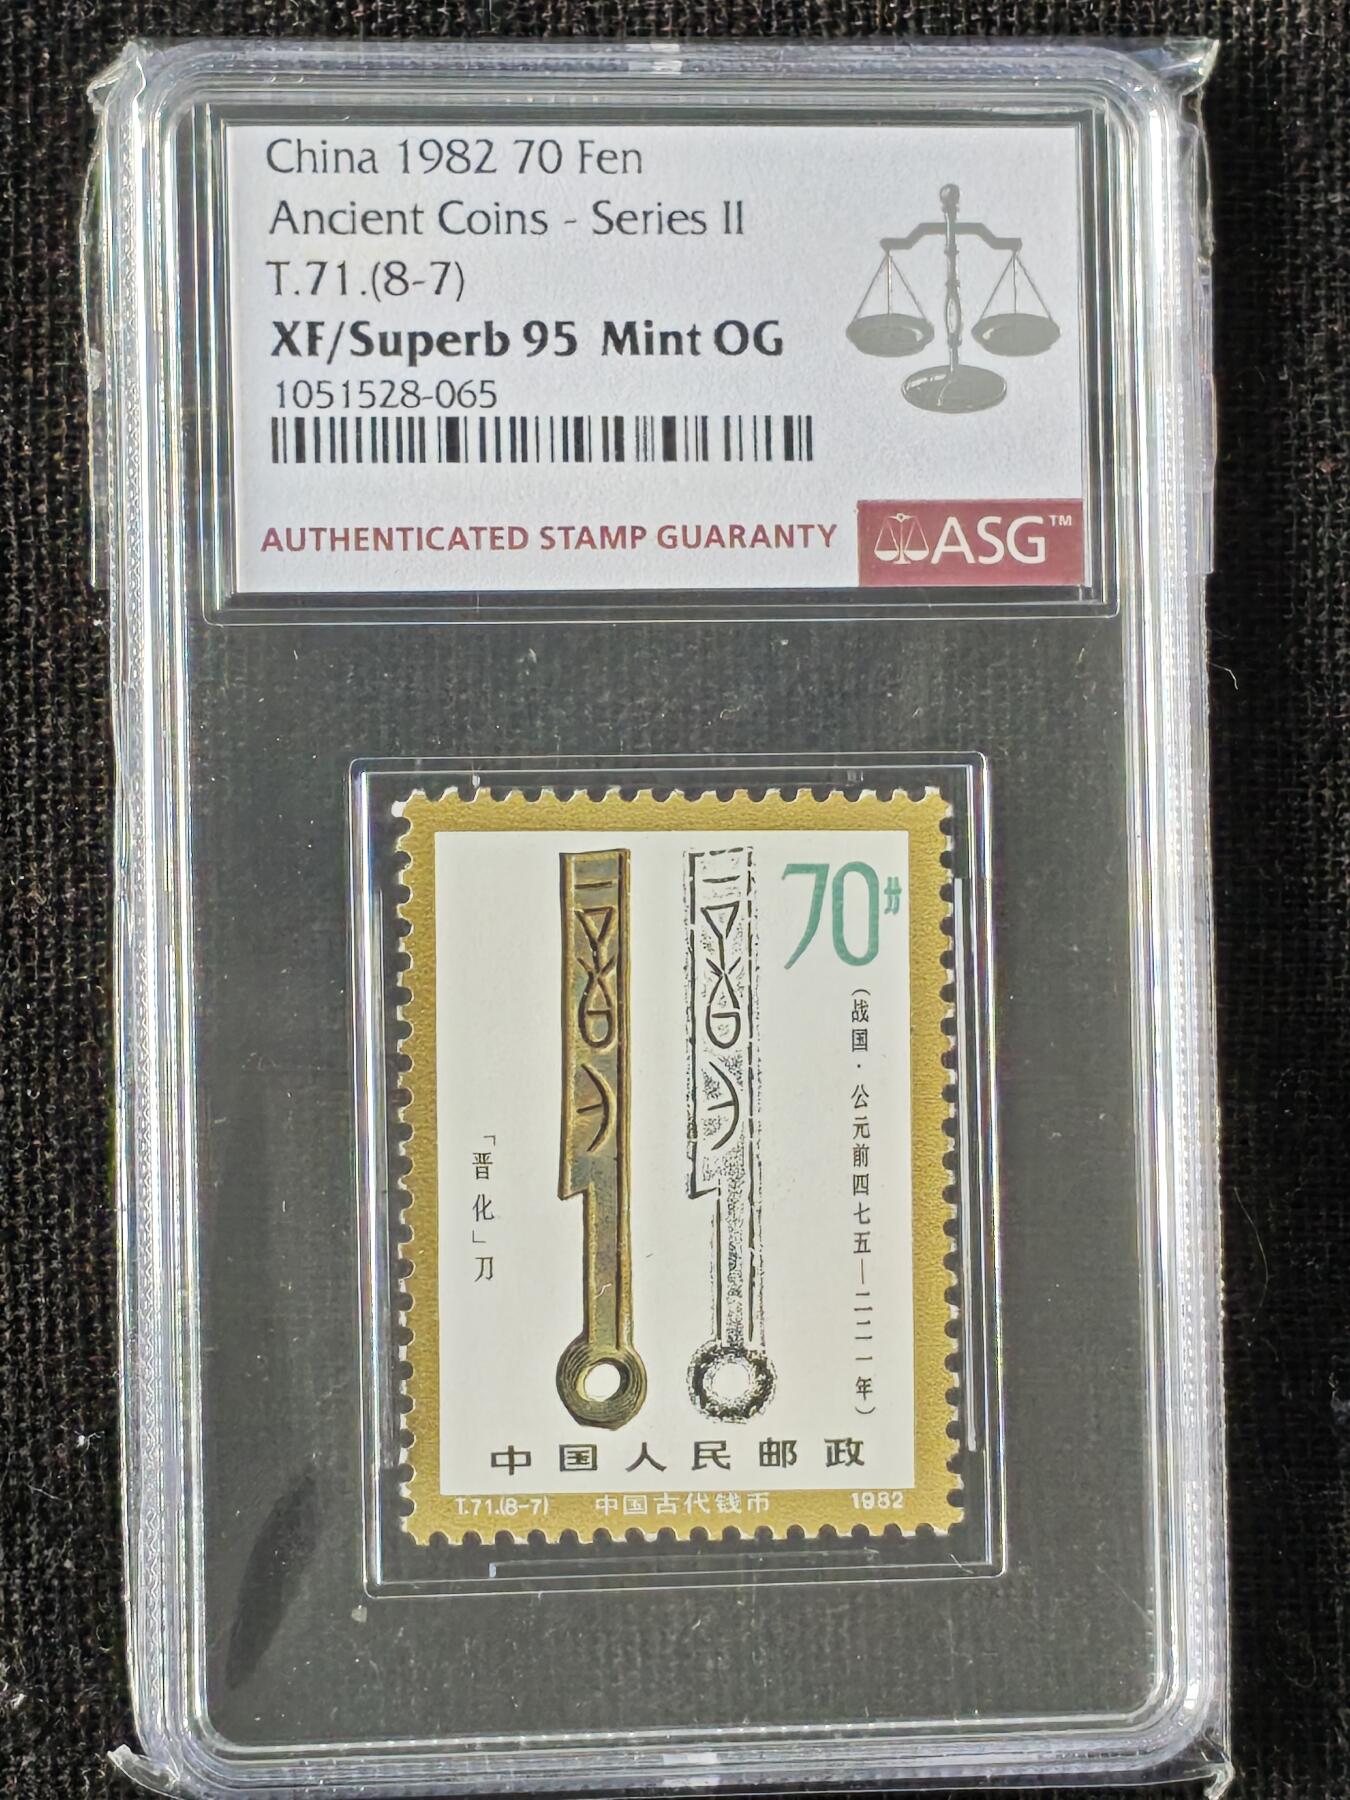 China 1982 70 Fen
Ancient Coins - Series II
T.71.(8-7)
XF/Superb 95 Mint OG
1051528-065
AUTHENTICATED STAMP GUARANTY
ASG™
70分
(战国·公元前四七五—二二一年)
「晋化」刀
中国人民邮政
T.71.(8-7) 中国古代钱币 1982